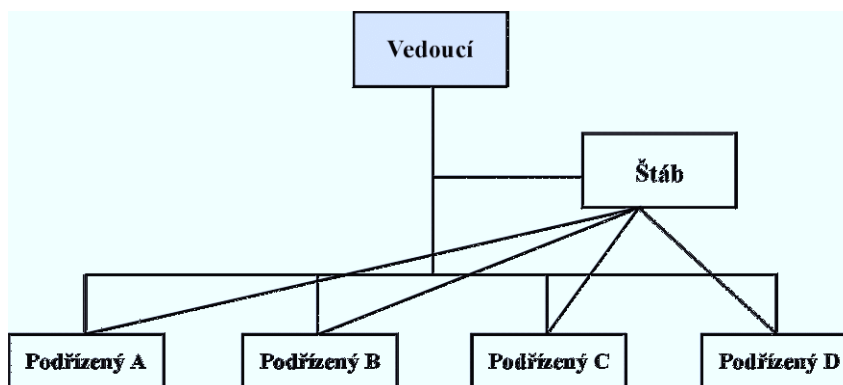 Vedoucí
Štáb
Podřízený A
Podřízený B
Podřízený C
Podřízený D